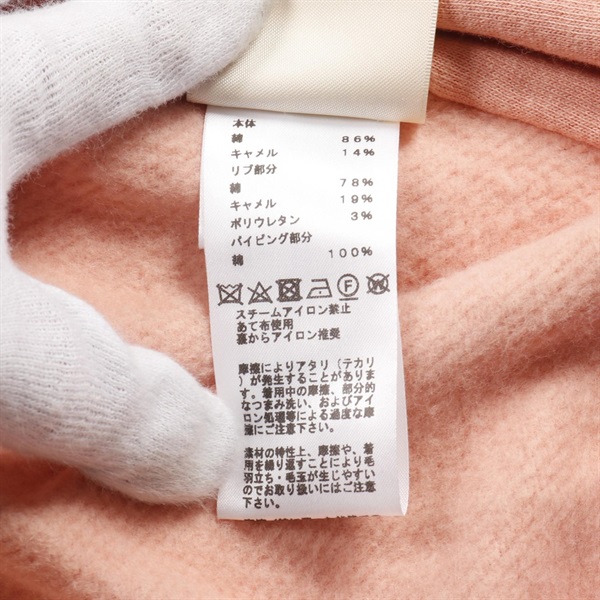 本体
綿 86%
キャメル 14%
リブ部分
綿 78%
キャメル 19%
ポリウレタン 3%
パイピング部分
綿 100%
F W
スチームアイロン禁止
あて布使用
裏からアイロン推奨
摩擦によりアタリ(テカリ
)が発生することがありま
す。着用中の摩擦、部分的
なつまみ洗い、およびアイ
ロン処理等による過度な摩
擦にご注意下さい。
素材の特性上、摩擦や、着
用を繰り返すことにより毛
羽立ち・毛玉が生じやすい
のでお取り扱いにはご注意
下さい。